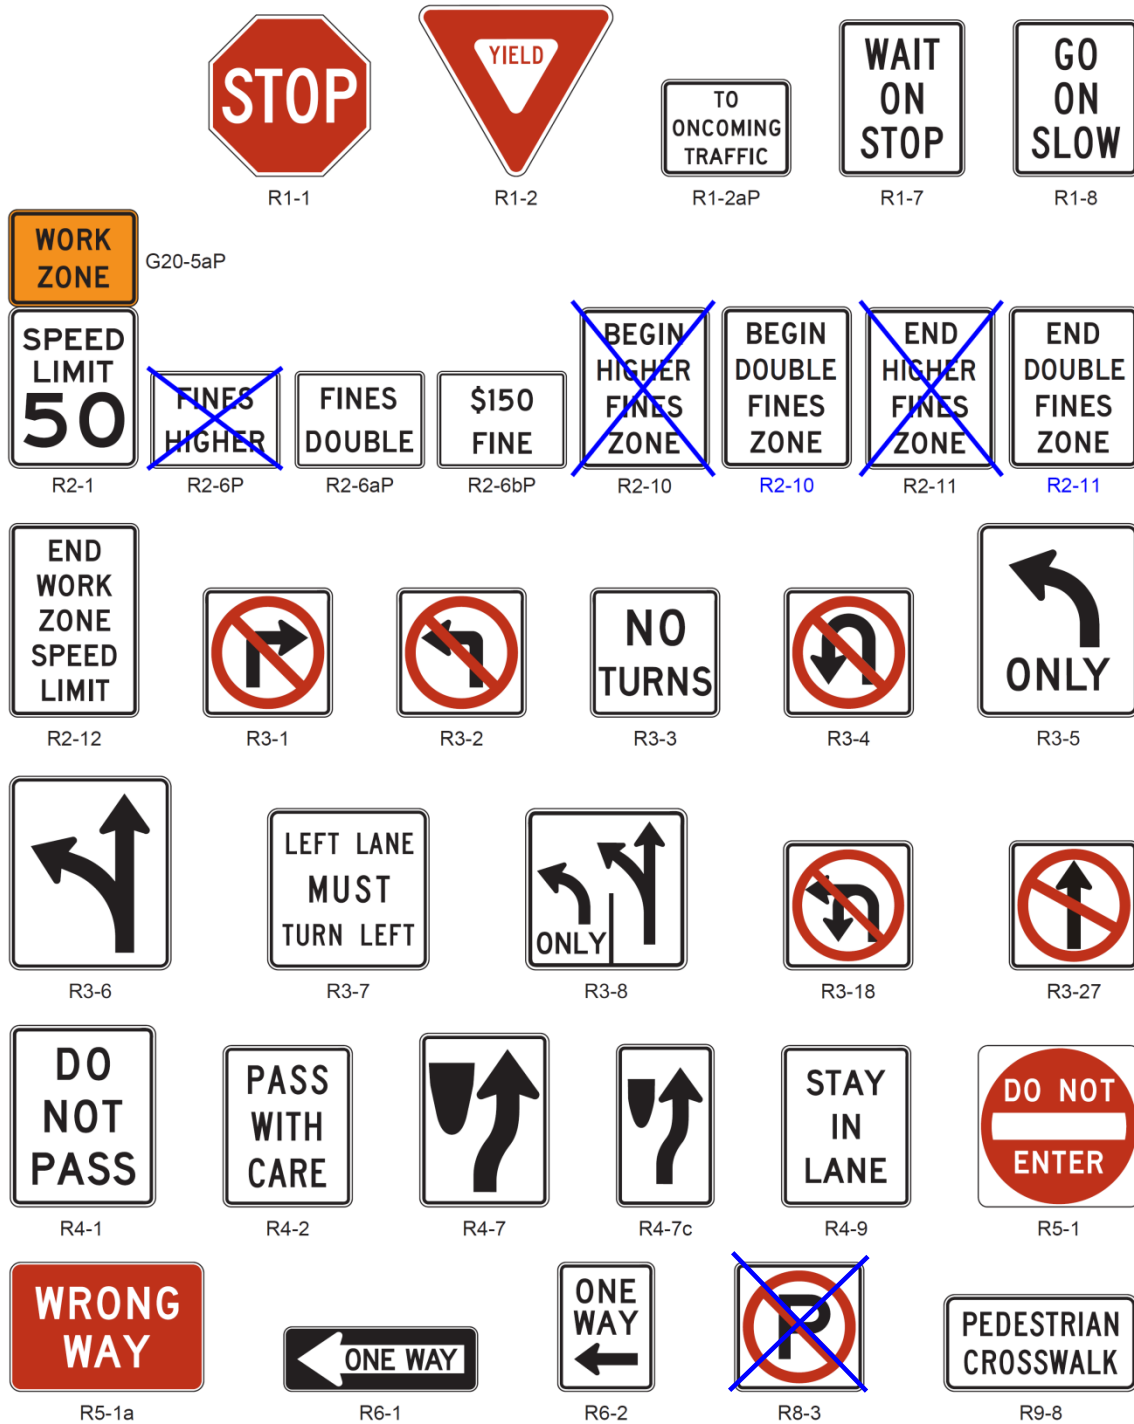 STOP
R1-1
YIELD
R1-2
TO
ONCOMING
TRAFFIC
R1-2aP
WAIT
ON
STOP
R1-7
GO
ON
SLOW
R1-8
WORK
ZONE
G20-5aP
SPEED
LIMIT
50
R2-1
FINES
HIGHER
R2-6P
FINES
DOUBLE
R2-6aP
$150
FINE
R2-6bP
BEGIN
HIGHER
FINES
ZONE
R2-10
BEGIN
DOUBLE
FINES
ZONE
R2-10
END
HIGHER
FINES
ZONE
R2-11
END
DOUBLE
FINES
ZONE
R2-11
END
WORK
ZONE
SPEED
LIMIT
R2-12
R3-1
R3-2
NO
TURNS
R3-3
R3-4
ONLY
R3-5
R3-6
LEFT LANE
MUST
TURN LEFT
R3-7
ONLY
R3-8
R3-18
R3-27
DO
NOT
PASS
R4-1
PASS
WITH
CARE
R4-2
R4-7
R4-7c
STAY
IN
LANE
R4-9
DO NOT
ENTER
R5-1
WRONG
WAY
R5-1a
ONE WAY
R6-1
ONE
WAY
R6-2
P
R8-3
PEDESTRIAN
CROSSWALK
R9-8